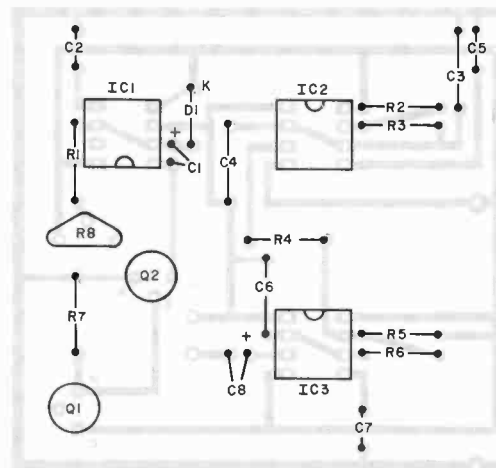 C2
C5
C3
IC1
K
D1
IC2
R2
R3
+
C1
R1
C4
R8
R4
Q2
C6
R7
+
R5
R6
C8
IC3
Q1
C7